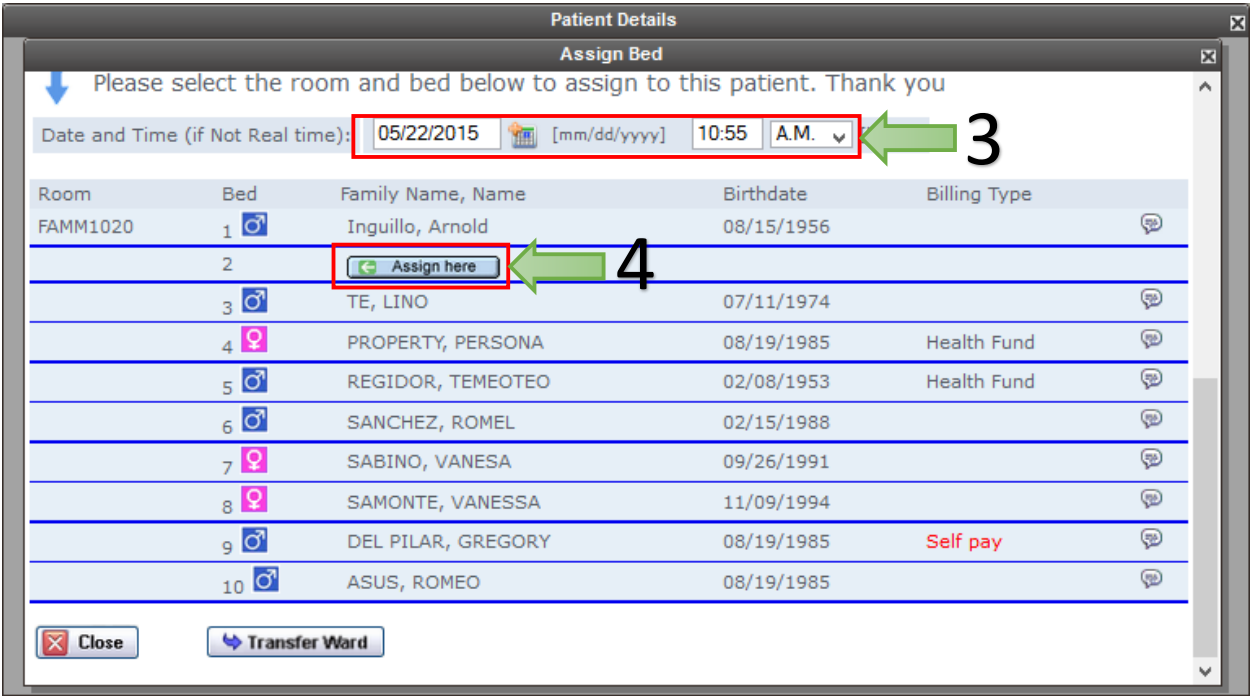 Patient Details
Assign Bed
Please select the room and bed below to assign to this patient. Thank you
Date and Time (if Not Real time): 05/22/2015 [mm/dd/yyyy] 10:55 A.M. 3
Room Bed Family Name, Name Birthdate Billing Type
FAMM1020 1 Inguillo, Arnold 08/15/1956
2 Assign here 4
3 TE, LINO 07/11/1974
4 PROPERTY, PERSONA 08/19/1985 Health Fund
5 REGIDOR, TEMEOTEO 02/08/1953 Health Fund
6 SANCHEZ, ROMEL 02/15/1988
7 SABINO, VANESA 09/26/1991
8 SAMONTE, VANESSA 11/09/1994
9 DEL PILAR, GREGORY 08/19/1985 Self pay
10 ASUS, ROMEO 08/19/1985
Close Transfer Ward